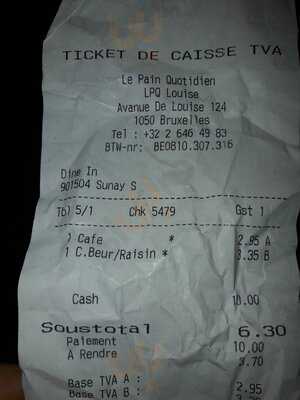 TICKET DE CAISSE TVA
Le Pain Quotidien
LPQ Louise
Avenue De Louise 124
1050 Bruxelles
Tel : +32 2 646 49 83
BTW-nr: BE0810.307.316
Dine In
901504 Sunay S
Tbl 5/1 Chk 5479 Gst 1
1 Cafe * 2.95 A
1 C.Beur/Raisin * 3.35 B
Cash 10.00
Soustotal 6.30
Paiement 10.00
A Rendre 3.70
Base TVA A : 2.95
Base TVA B :